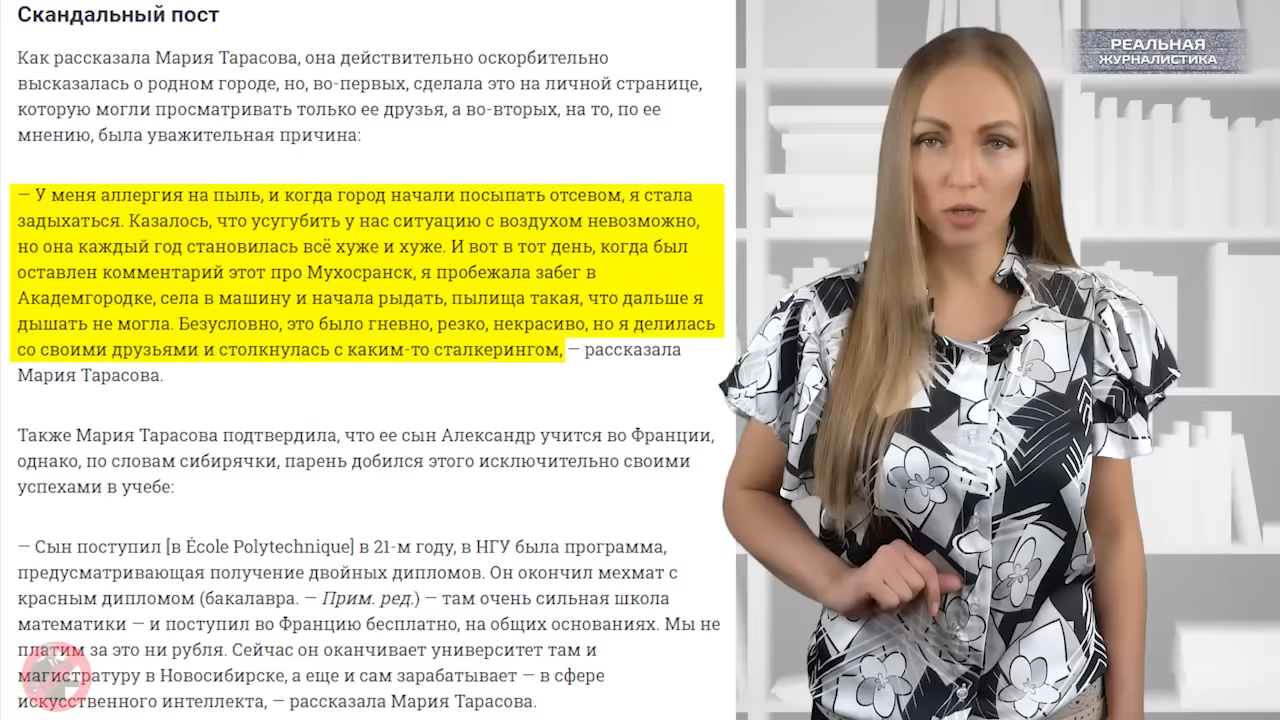 Скандальный пост
Как рассказала Мария Тарасова, она действительно оскорбительно
высказалась о родном городе, но, во-первых, сделала это на личной странице,
которую могли просматривать только ее друзья, а во-вторых, на то, по ее
мнению, была уважительная причина:
— У меня аллергия на пыль, и когда город начали посыпать отсевом, я стала
задыхаться. Казалось, что усугубить у нас ситуацию с воздухом невозможно,
но она каждый год становилась всё хуже и хуже. И вот в тот день, когда был
оставлен комментарий этот про Мухосранск, я пробежала забег в
Академгородке, села в машину и начала рыдать, пылища такая, что дальше я
дышать не могла. Безусловно, это было гневно, резко, некрасиво, но я делилась
со своими друзьями и столкнулась с каким-то сталкерингом, — рассказала
Мария Тарасова.
Также Мария Тарасова подтвердила, что ее сын Александр учится во Франции,
однако, по словам сибирячки, парень добился этого исключительно своими
успехами в учебе:
— Сын поступил [в École Polytechnique] в 21-м году, в НГУ была программа,
предусматривающая получение двойных дипломов. Он окончил мехмат с
красным дипломом (бакалавра. — Прим. ред.) — там очень сильная школа
математики — и поступил во Францию бесплатно, на общих основаниях. Мы не
платим за это ни рубля. Сейчас он оканчивает университет там и
магистратуру в Новосибирске, а еще и сам зарабатывает — в сфере
искусственного интеллекта, — рассказала Мария Тарасова.
РЕАЛЬНАЯ
ЖУРНАЛИСТИКА